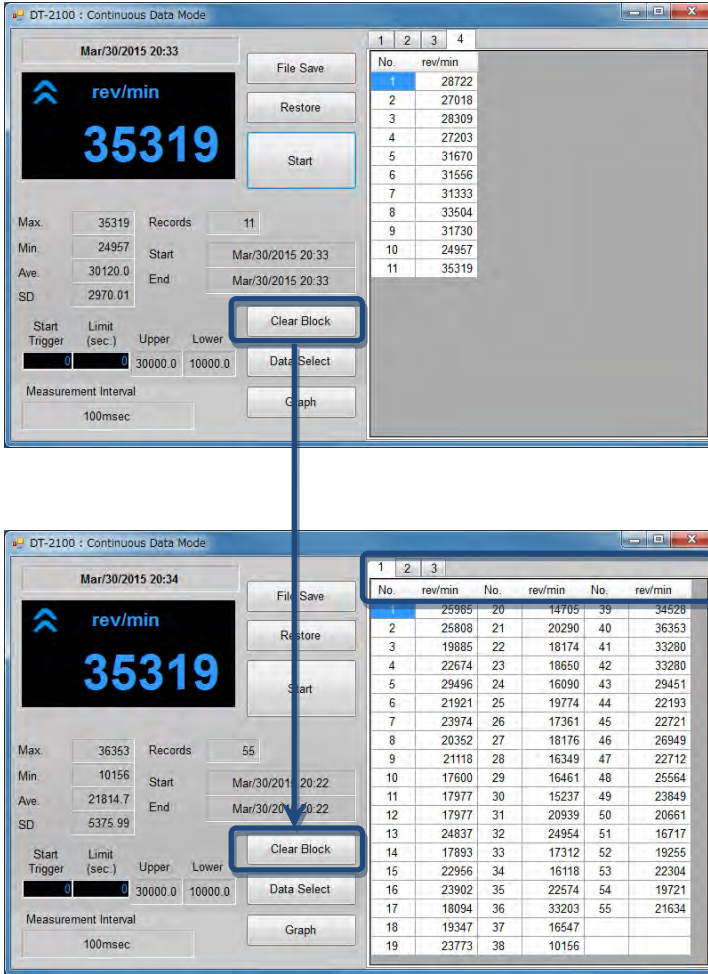 DT-2100 : Continuous Data Mode
Mar/30/2015 20:33
rev/min
35319
File Save
Restore
Start
Max. 35319 Records 11
Min. 24957 Start Mar/30/2015 20:33
Ave. 30120.0 End Mar/30/2015 20:33
SD 2970.01
Clear Block
Start Trigger Limit (sec.) Upper Lower
0 0 30000.0 10000.0
Data Select
Measurement Interval
100msec
Graph
1 2 3 4
No. rev/min
1 28722
2 27018
3 28309
4 27203
5 31670
6 31556
7 31333
8 33504
9 31730
10 24957
11 35319
DT-2100 : Continuous Data Mode
Mar/30/2015 20:34
rev/min
35319
File Save
Restore
Start
Max. 36353 Records 55
Min. 10156 Start Mar/30/2015 20:22
Ave. 21814.7 End Mar/30/2015 20:22
SD 5375.99
Clear Block
Start Trigger Limit (sec.) Upper Lower
0 0 30000.0 10000.0
Data Select
Measurement Interval
100msec
Graph
1 2 3
No. rev/min No. rev/min No. rev/min
1 25985 20 14705 39 34528
2 25808 21 20290 40 36353
3 19885 22 18174 41 33280
4 22674 23 18650 42 33280
5 29496 24 16090 43 29451
6 21921 25 19774 44 22193
7 23974 26 17361 45 22721
8 20352 27 18176 46 26949
9 21118 28 16349 47 22712
10 17600 29 16461 48 25564
11 17977 30 15237 49 23849
12 17977 31 20939 50 20661
13 24837 32 24954 51 16717
14 17893 33 17312 52 19255
15 22956 34 16118 53 22304
16 23902 35 22574 54 19721
17 18094 36 33203 55 21634
18 19347 37 16547
19 23773 38 10156